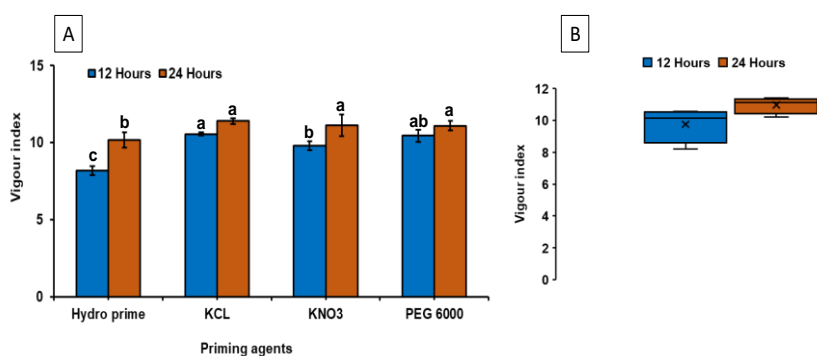 A
12 Hours 24 Hours
Vigour index
15
10
5
0
c b a a b a ab a
Hydro prime KCL KNO3 PEG 6000
Priming agents
B
12 Hours 24 Hours
Vigour index
12
10
8
6
4
2
0